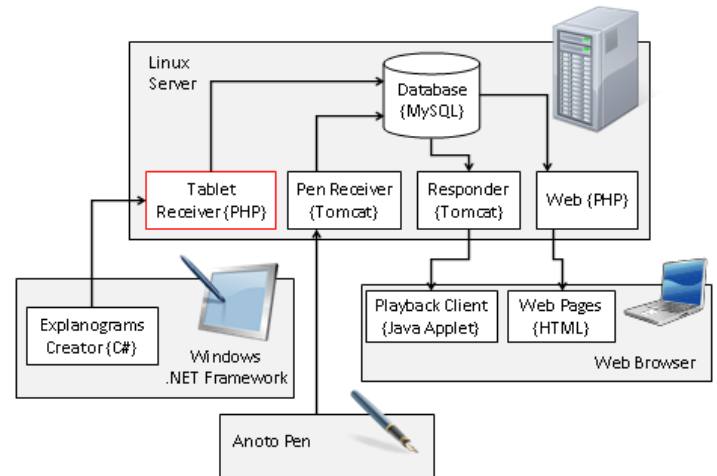 Linux
Server
Database
{MySQL}
Tablet
Receiver {PHP}
Pen Receiver
{Tomcat}
Responder
{Tomcat}
Web {PHP}
Explanograms
Creator {C#}
Windows
.NET Framework
Playback Client
{Java Applet}
Web Pages
{HTML}
Web Browser
Anoto Pen